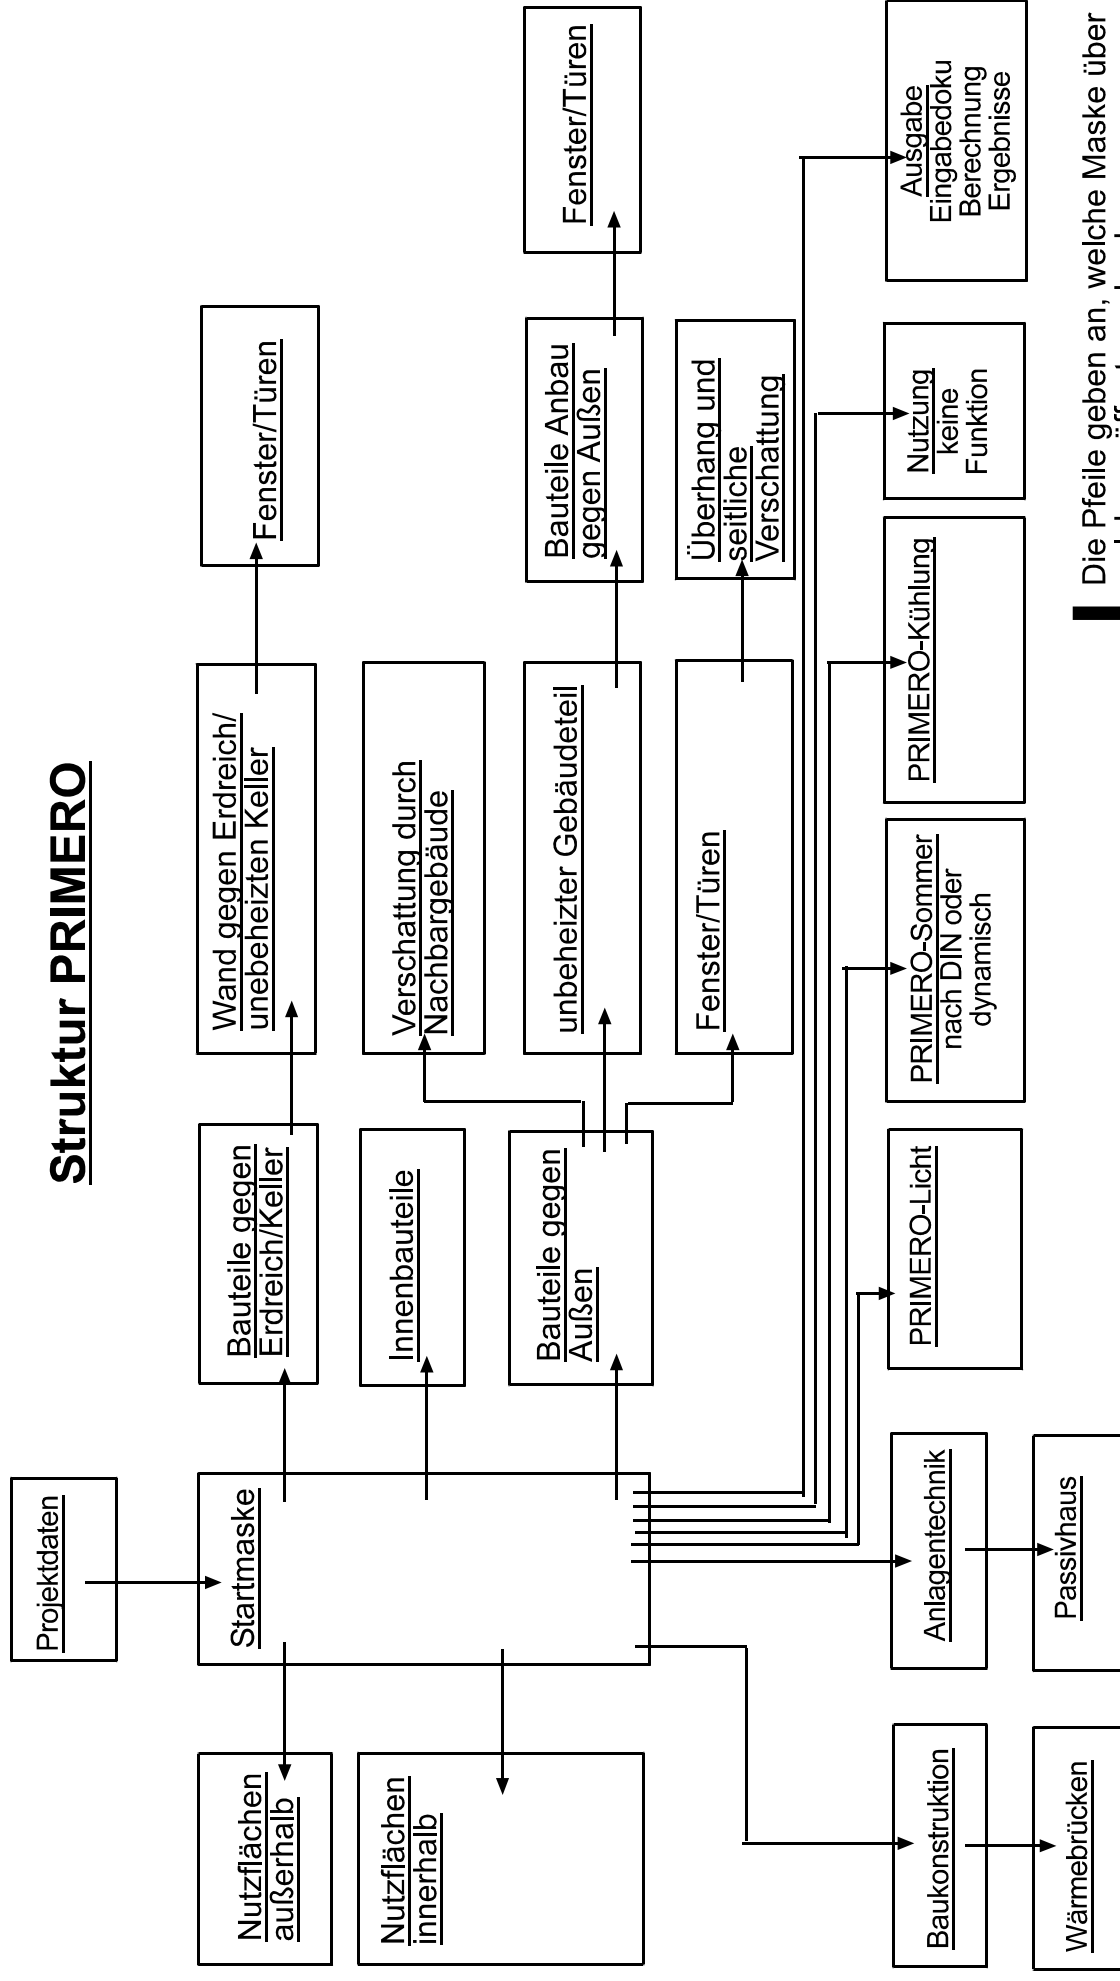 Struktur PRIMERO
Projektdaten
Nutzflächen
außerhalb
Startmaske
Bauteile gegen
Erdreich/Keller
Wand gegen Erdreich/
unebeheizten Keller
Fenster/Türen
Nutzflächen
innerhalb
Innenbauteile
Verschattung durch
Nachbargebäude
Bauteile gegen
Außen
unbeheizter Gebäudeteil
Bauteile Anbau
gegen Außen
Fenster/Türen
Fenster/Türen
Überhang und
seitliche
Verschattung
Baukonstruktion
Anlagentechnik
PRIMERO-Licht
PRIMERO-Sommer
nach DIN oder
dynamisch
PRIMERO-Kühlung
Nutzung
keine
Funktion
Ausgabe
Eingabedoku
Berechnung
Ergebnisse
Wärmebrücken
Passivhaus
Die Pfeile geben an, welche Maske über